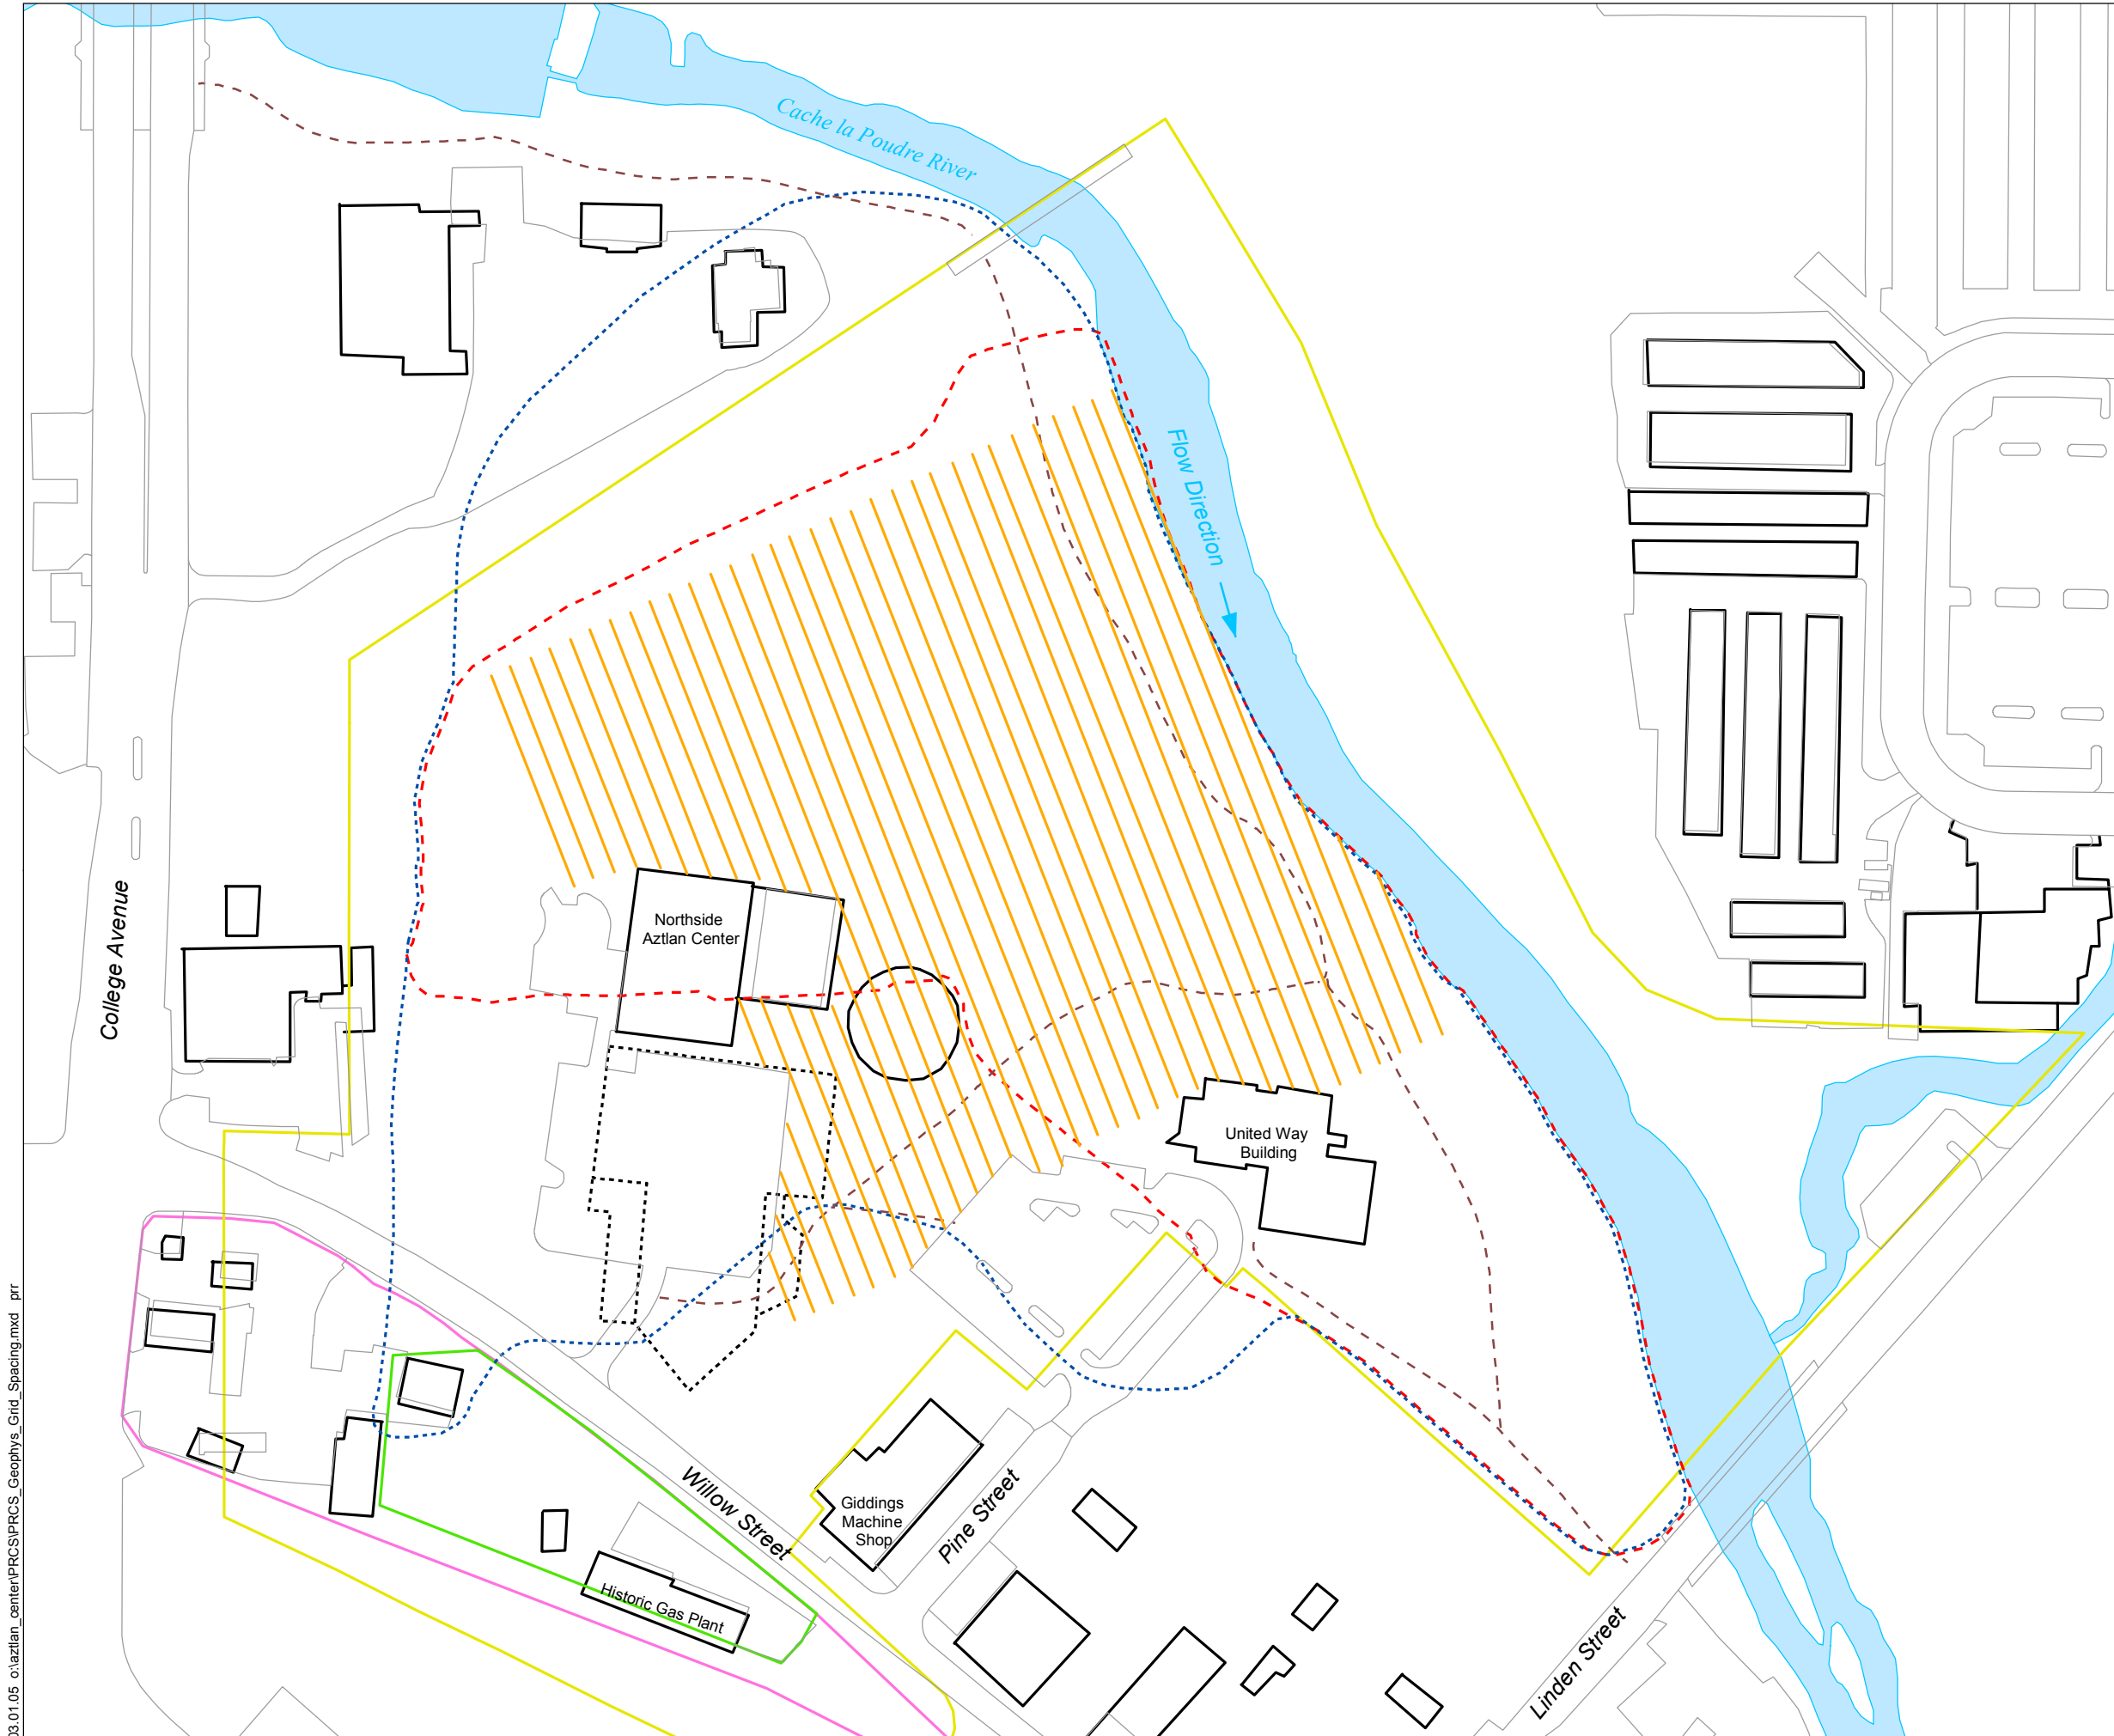 Cache la Poudre River
Flow Direction
College Avenue
Northside
Aztlan Center
United Way
Building
Willow Street
Giddings
Machine
Shop
Pine Street
Historic Gas Plant
Linden Street
03.01.05 o:\aztlan_center\PRCS\PRCS_Geophys_Grid_Spacing.mxd prr